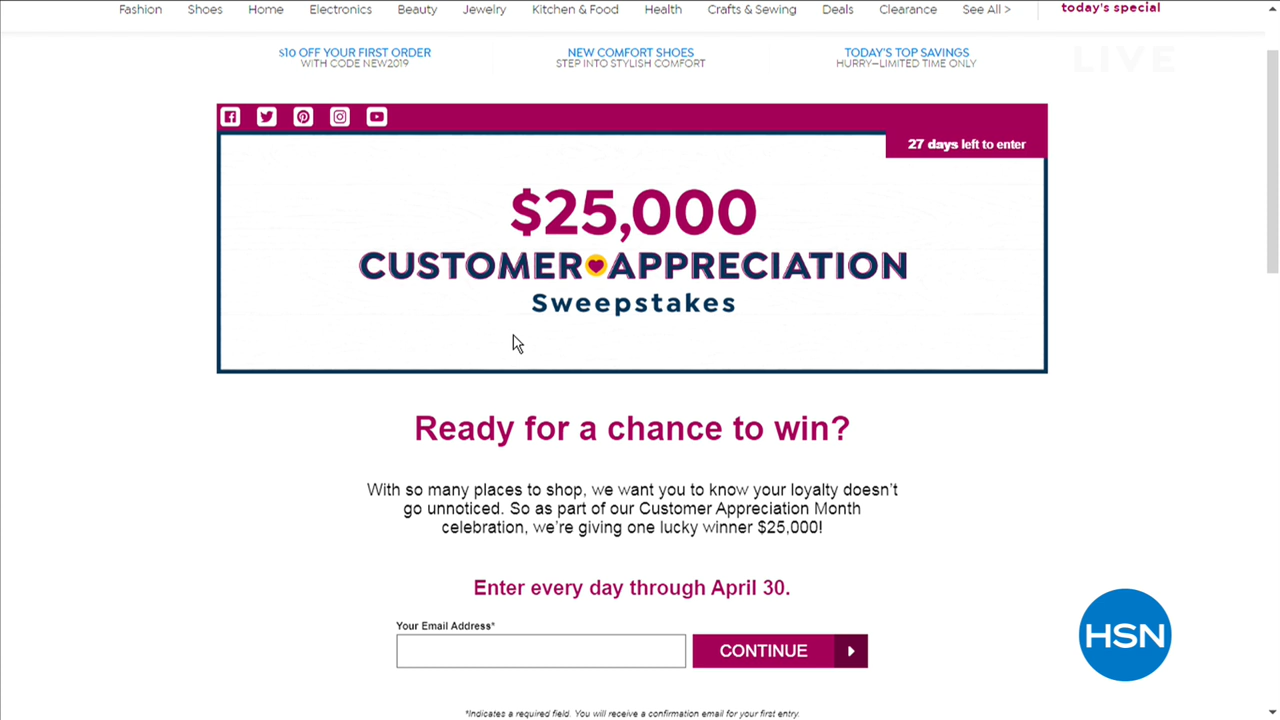 Fashion Shoes Home Electronics Beauty Jewelry Kitchen & Food Health Crafts & Sewing Deals Clearance See All > today's special
$10 OFF YOUR FIRST ORDER
WITH CODE NEW2019
NEW COMFORT SHOES
STEP INTO STYLISH COMFORT
TODAY'S TOP SAVINGS
HURRY—LIMITED TIME ONLY
LIVE
27 days left to enter
$25,000
CUSTOMER APPRECIATION
Sweepstakes
Ready for a chance to win?
With so many places to shop, we want you to know your loyalty doesn't
go unnoticed. So as part of our Customer Appreciation Month
celebration, we're giving one lucky winner $25,000!
Enter every day through April 30.
Your Email Address*
CONTINUE
HSN
*Indicates a required field. You will receive a confirmation email for your first entry.